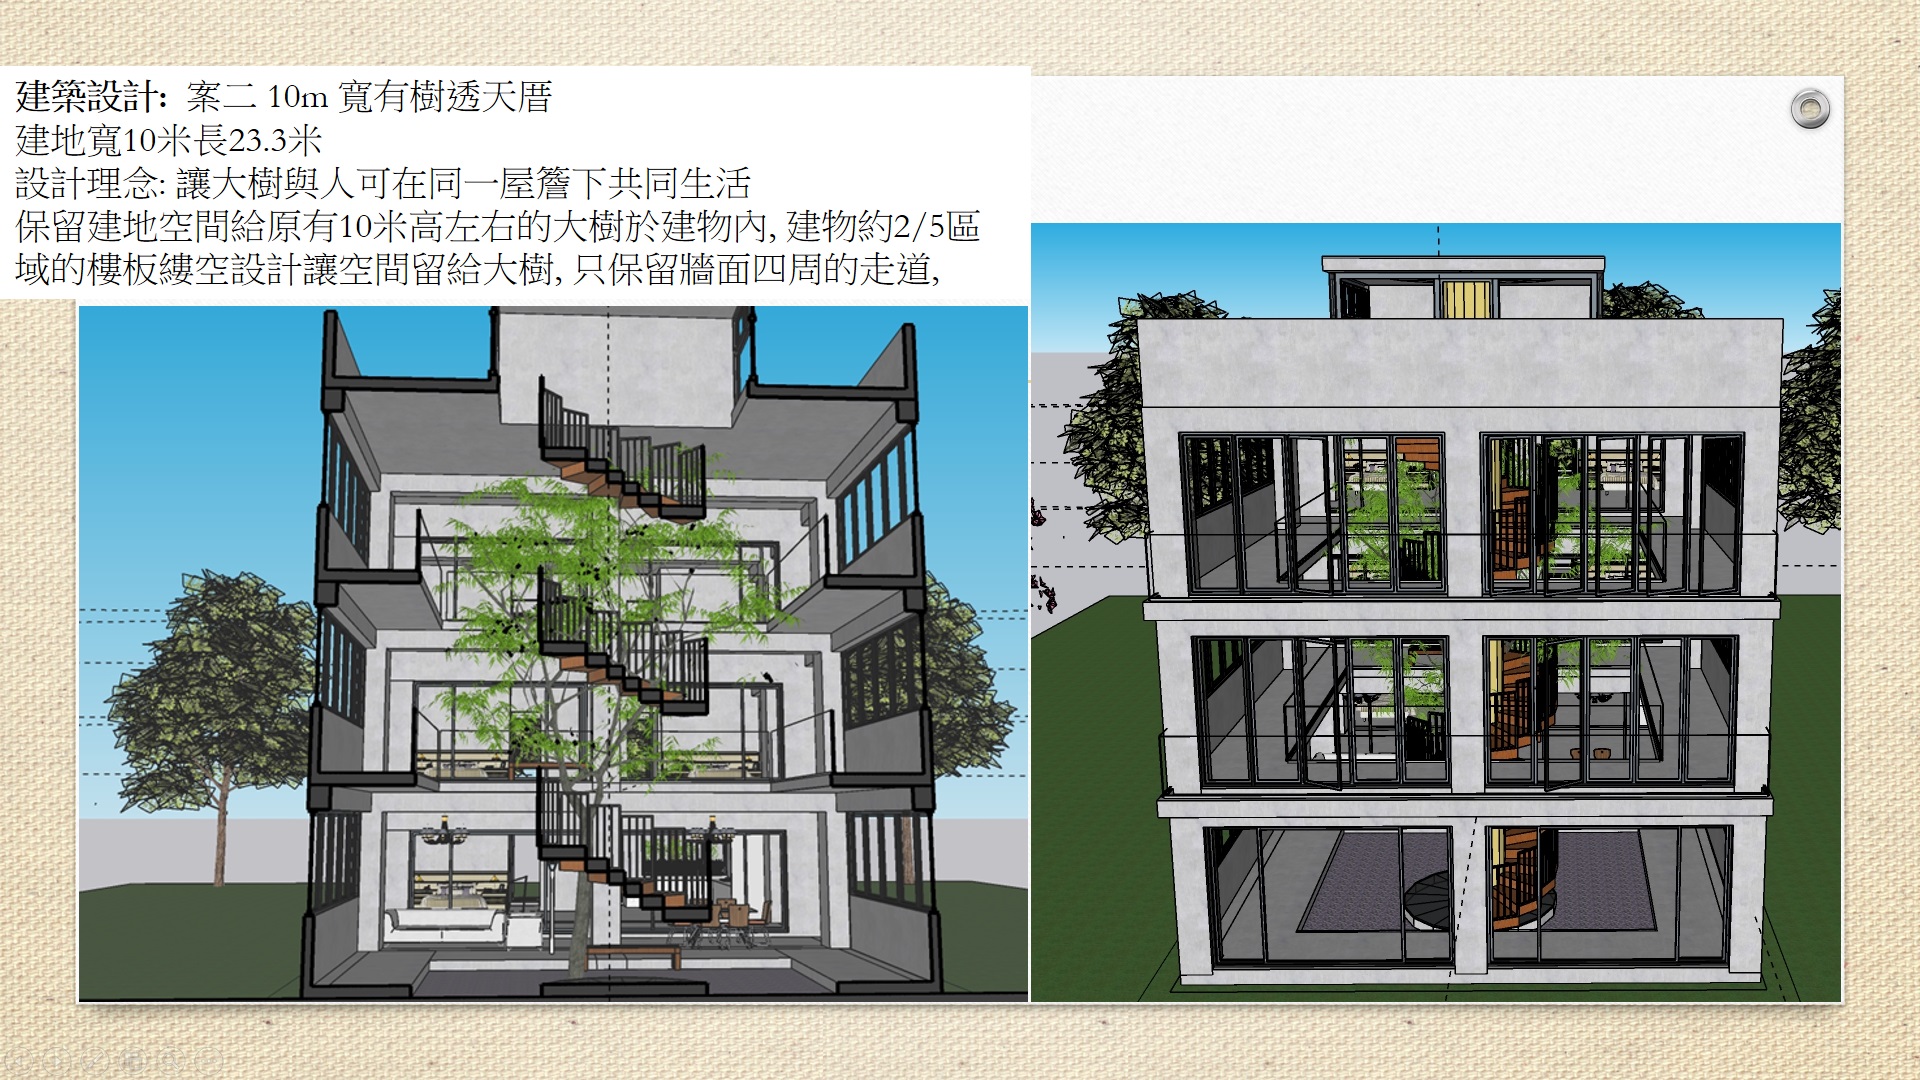 建築設計: 案二 10m 寬有樹透天厝
建地寬10米長23.3米
設計理念: 讓大樹與人可在同一屋簷下共同生活
保留建地空間給原有10米高左右的大樹於建物內, 建物約2/5區
域的樓板縷空設計讓空間留給大樹, 只保留牆面四周的走道,